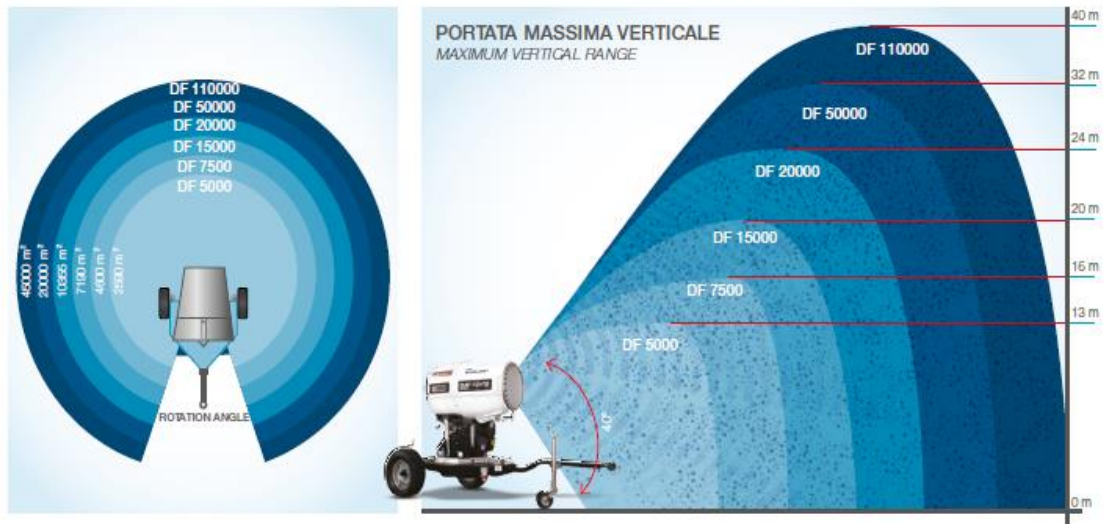 DF 110000
DF 50000
DF 20000
DF 15000
DF 7500
DF 5000
45000 m²
20000 m²
10355 m²
7190 m²
4600 m²
2590 m²
ROTATION ANGLE
PORTATA MASSIMA VERTICALE
MAXIMUM VERTICAL RANGE
40 m
DF 110000
32 m
DF 50000
24 m
DF 20000
20 m
DF 15000
16 m
DF 7500
13 m
DF 5000
40°
0 m